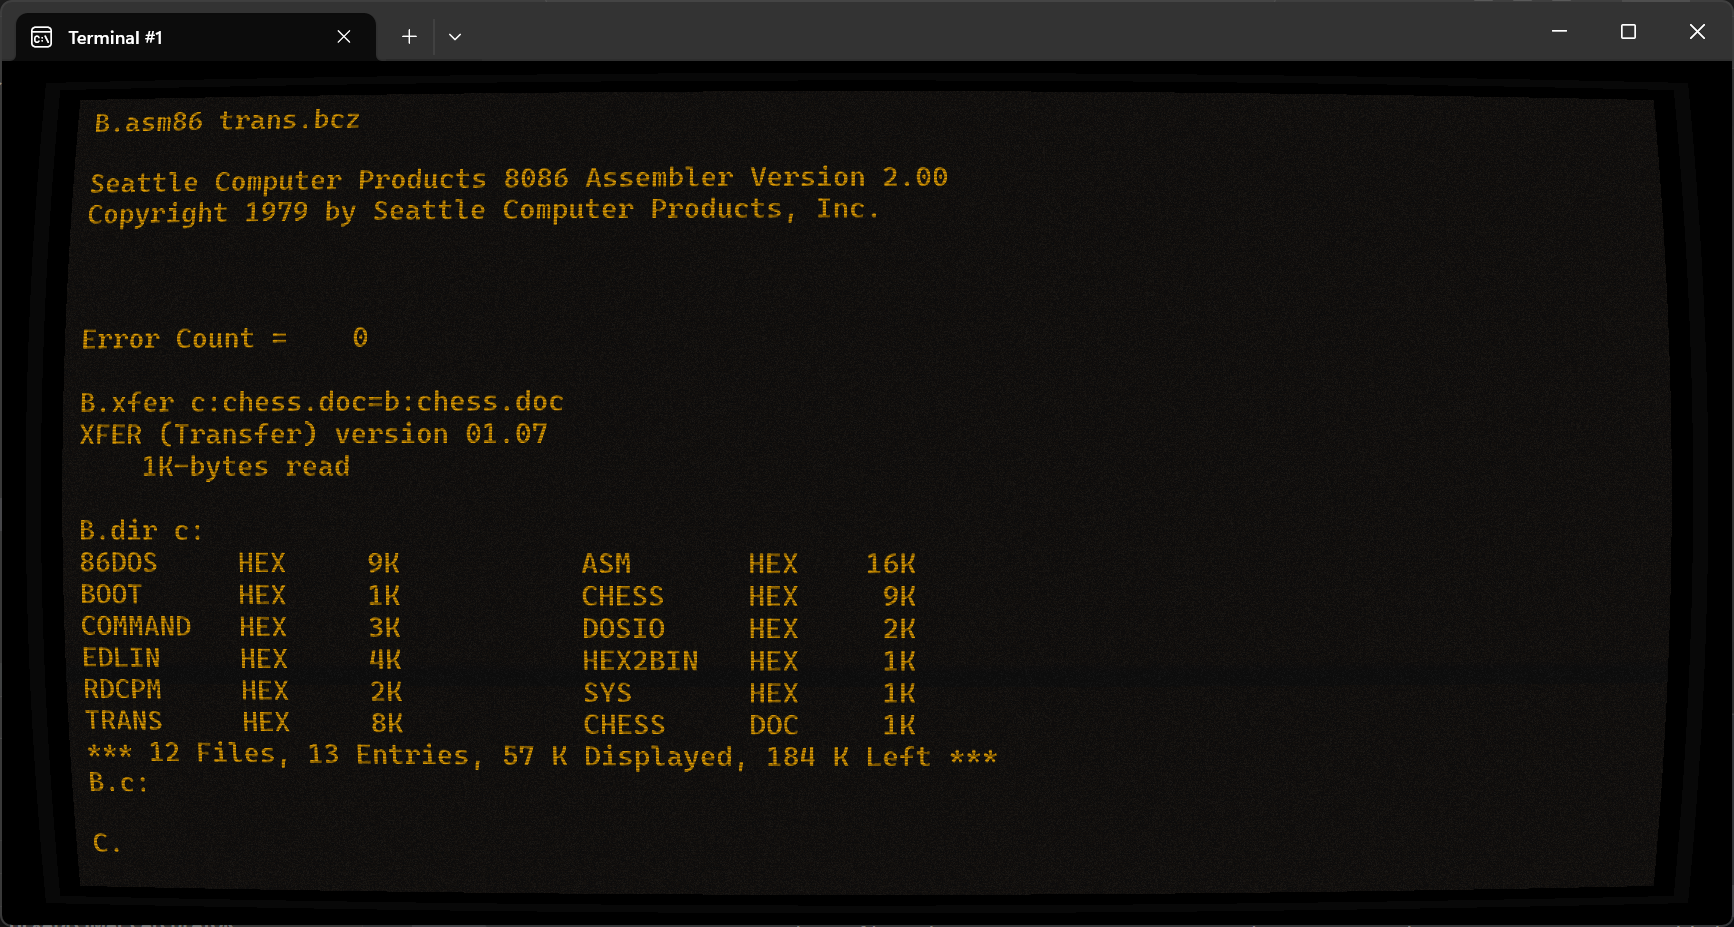 Terminal #1
B.asm86 trans.bcz
Seattle Computer Products 8086 Assembler Version 2.00
Copyright 1979 by Seattle Computer Products, Inc.
Error Count =    0
B.xfer c:chess.doc=b:chess.doc
XFER (Transfer) version 01.07
    1K-bytes read
B.dir c:
86DOS     HEX     9K     ASM     HEX     16K
BOOT     HEX     1K     CHESS     HEX     9K
COMMAND     HEX     3K     DOSIO     HEX     2K
EDLIN     HEX     4K     HEX2BIN     HEX     1K
RDCPM     HEX     2K     SYS     HEX     1K
TRANS     HEX     8K     CHESS     DOC     1K
*** 12 Files, 13 Entries, 57 K Displayed, 184 K Left ***
B.c:
C.